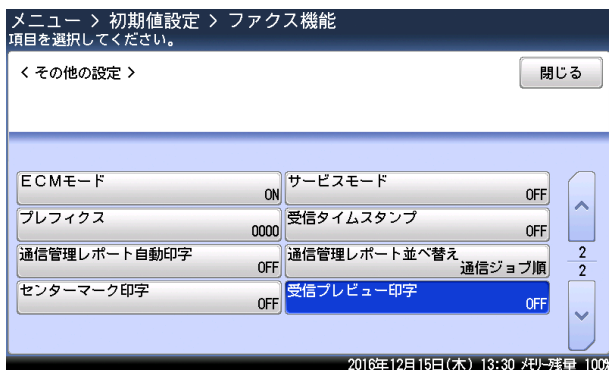 メニュー > 初期値設定 > ファクス機能
項目を選択してください。
< その他の設定 >
閉じる
ECMモード
ON
サービスモード
OFF
プレフィクス
0000
受信タイムスタンプ
OFF
通信管理レポート自動印字
OFF
通信管理レポート並べ替え
通信ジョブ順
センターマーク印字
OFF
受信プレビュー印字
OFF
2
2
2016年12月15日(木) 13:30 メモリー残量 100%